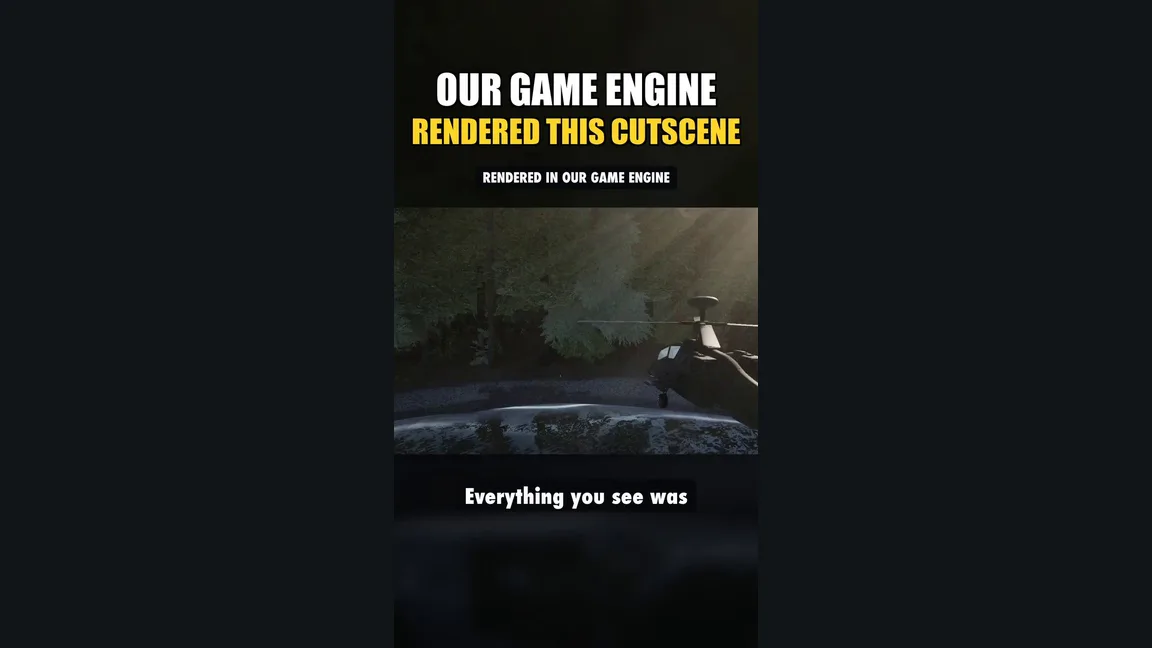 OUR GAME ENGINE
RENDERED THIS CUTSCENE
RENDERED IN OUR GAME ENGINE
Everything you see was